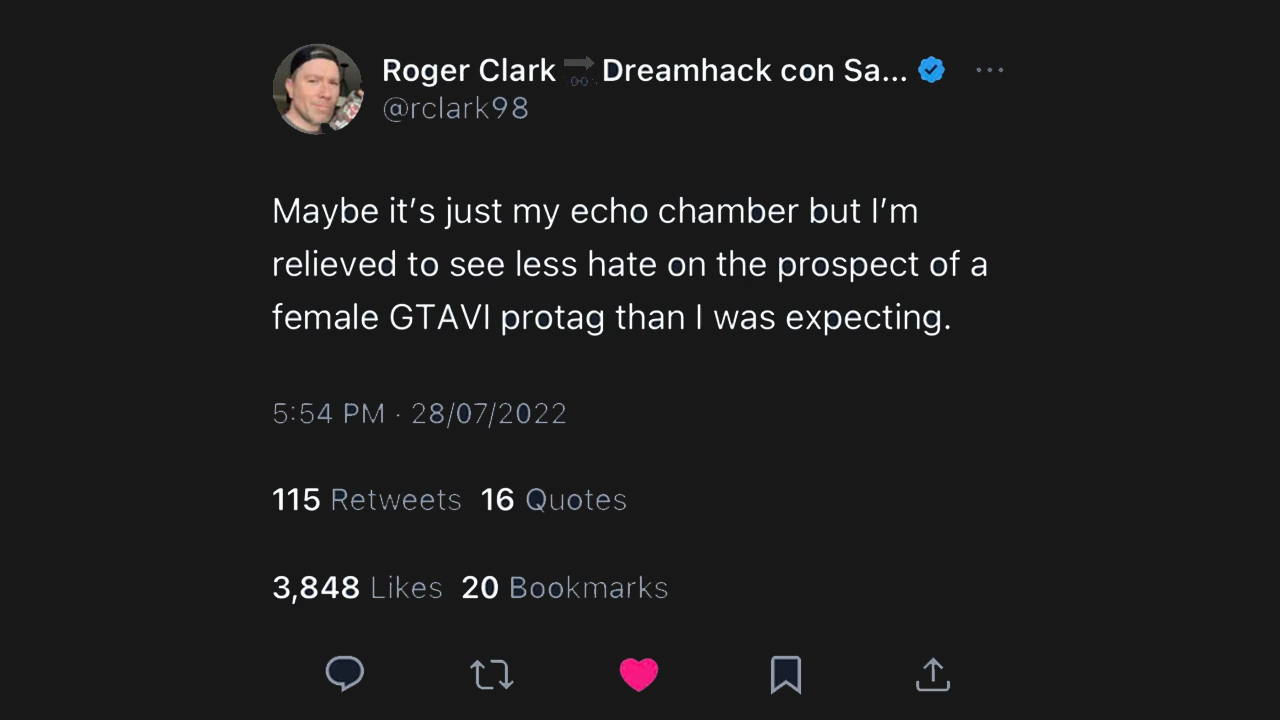 Roger Clark ➡️ Dreamhack con Sa...
@rclark98
Maybe it’s just my echo chamber but I’m
relieved to see less hate on the prospect of a
female GTAVI protag than I was expecting.
5:54 PM · 28/07/2022
115 Retweets 16 Quotes
3,848 Likes 20 Bookmarks